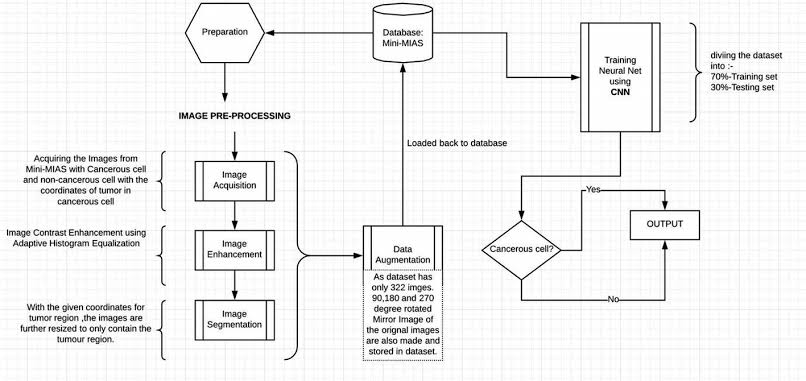 Preparation
Database:
Mini-MIAS
Training
Neural Net
using
CNN
diviing the dataset
into :-
70%-Training set
30%-Testing set
IMAGE PRE-PROCESSING
Acquiring the Images from
Mini-MIAS with Cancerous cell
and non-cancerous cell with the
coordinates of tumor in
cancerous cell
Image
Acquisition
Loaded back to database
Image Contrast Enhancement using
Adaptive Histogram Equalization
Image
Enhancement
With the given coordinates for
tumor region ,the images are
further resized to only contain the
tumour region.
Image
Segmentation
Data
Augmentation
As dataset has
only 322 imges.
90,180 and 270
degree rotated
Mirror Image of
the orignal images
are also made and
stored in dataset.
Cancerous cell?
Yes
No
OUTPUT